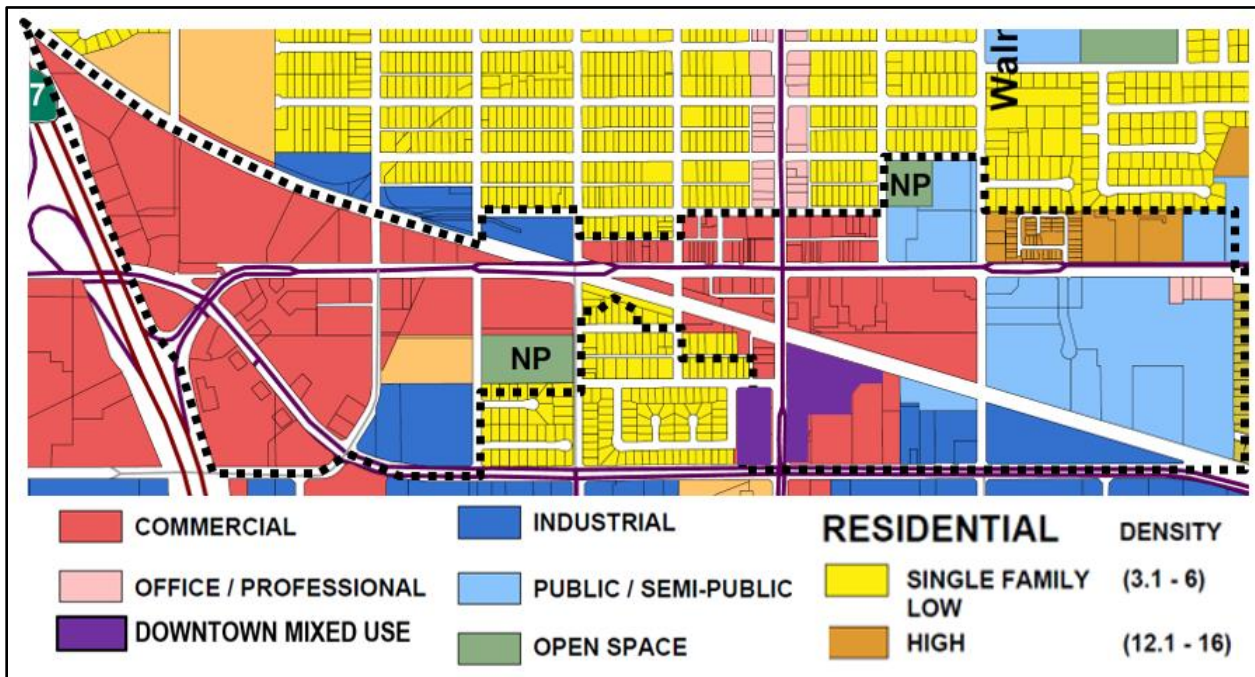 Walr
7
NP
NP
COMMERCIAL
INDUSTRIAL
RESIDENTIAL DENSITY
OFFICE / PROFESSIONAL
PUBLIC / SEMI-PUBLIC
SINGLE FAMILY (3.1 - 6)
LOW
DOWNTOWN MIXED USE
OPEN SPACE
HIGH (12.1 - 16)